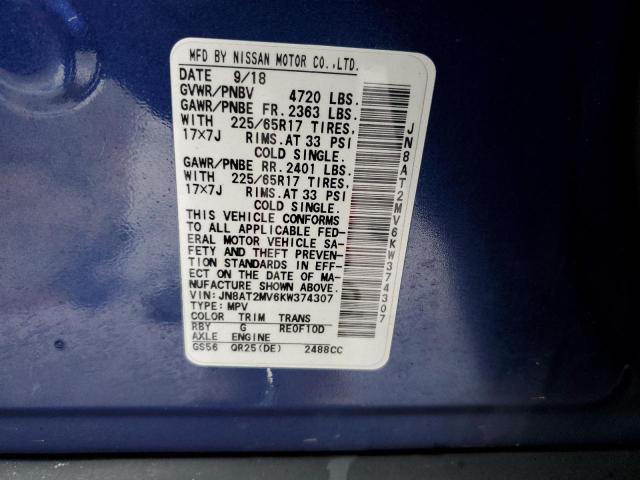 MFD BY NISSAN MOTOR CO.,LTD.
DATE 9/18
GVWR/PNBV 4720 LBS.
GAWR/PNBE FR. 2363 LBS.
WITH 225/65R17 TIRES.
17×7J RIMS.AT 33 PSI
COLD SINGLE.
GAWR/PNBE RR. 2401 LBS.
WITH 225/65R17 TIRES.
17×7J RIMS.AT 33 PSI
COLD SINGLE.
THIS VEHICLE CONFORMS
TO ALL APPLICABLE FED-
ERAL MOTOR VEHICLE SA-
FETY AND THEFT PREVEN-
TION STANDARDS IN EFF-
ECT ON THE DATE OF MA-
NUFACTURE SHOWN ABOVE.
VIN:JN8AT2MV6KW374307
TYPE:MPV
COLOR TRIM TRANS
RBY G RE0F10D
AXLE ENGINE
GS56 QR25(DE) 2488CC
JN8AT2MV6KW374307